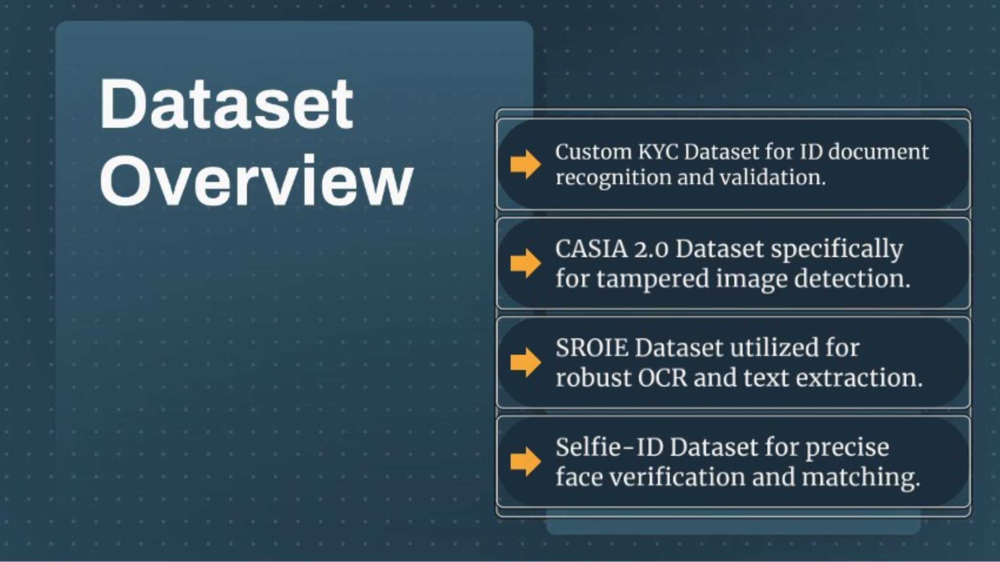 Dataset
Overview
Custom KYC Dataset for ID document
recognition and validation.
CASIA 2.0 Dataset specifically
for tampered image detection.
SROIE Dataset utilized for
robust OCR and text extraction.
Selfie-ID Dataset for precise
face verification and matching.